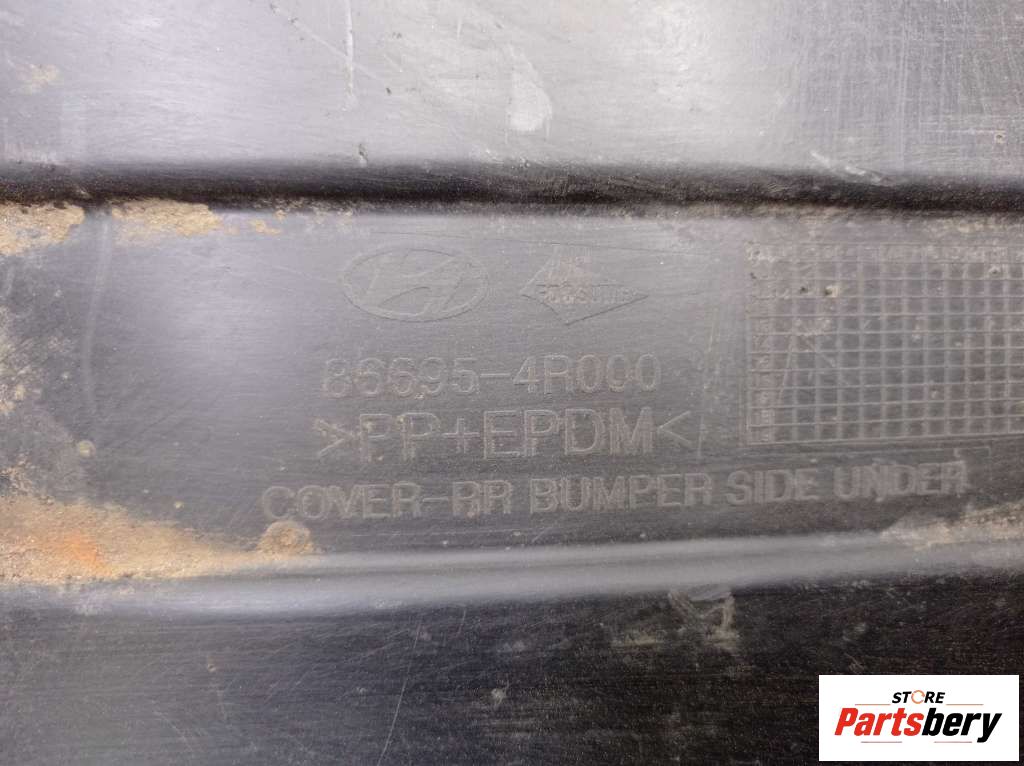 86695-4R000
>PP+EPDM<
COVER-RR BUMPER SIDE UNDER
STORE
Partsbery